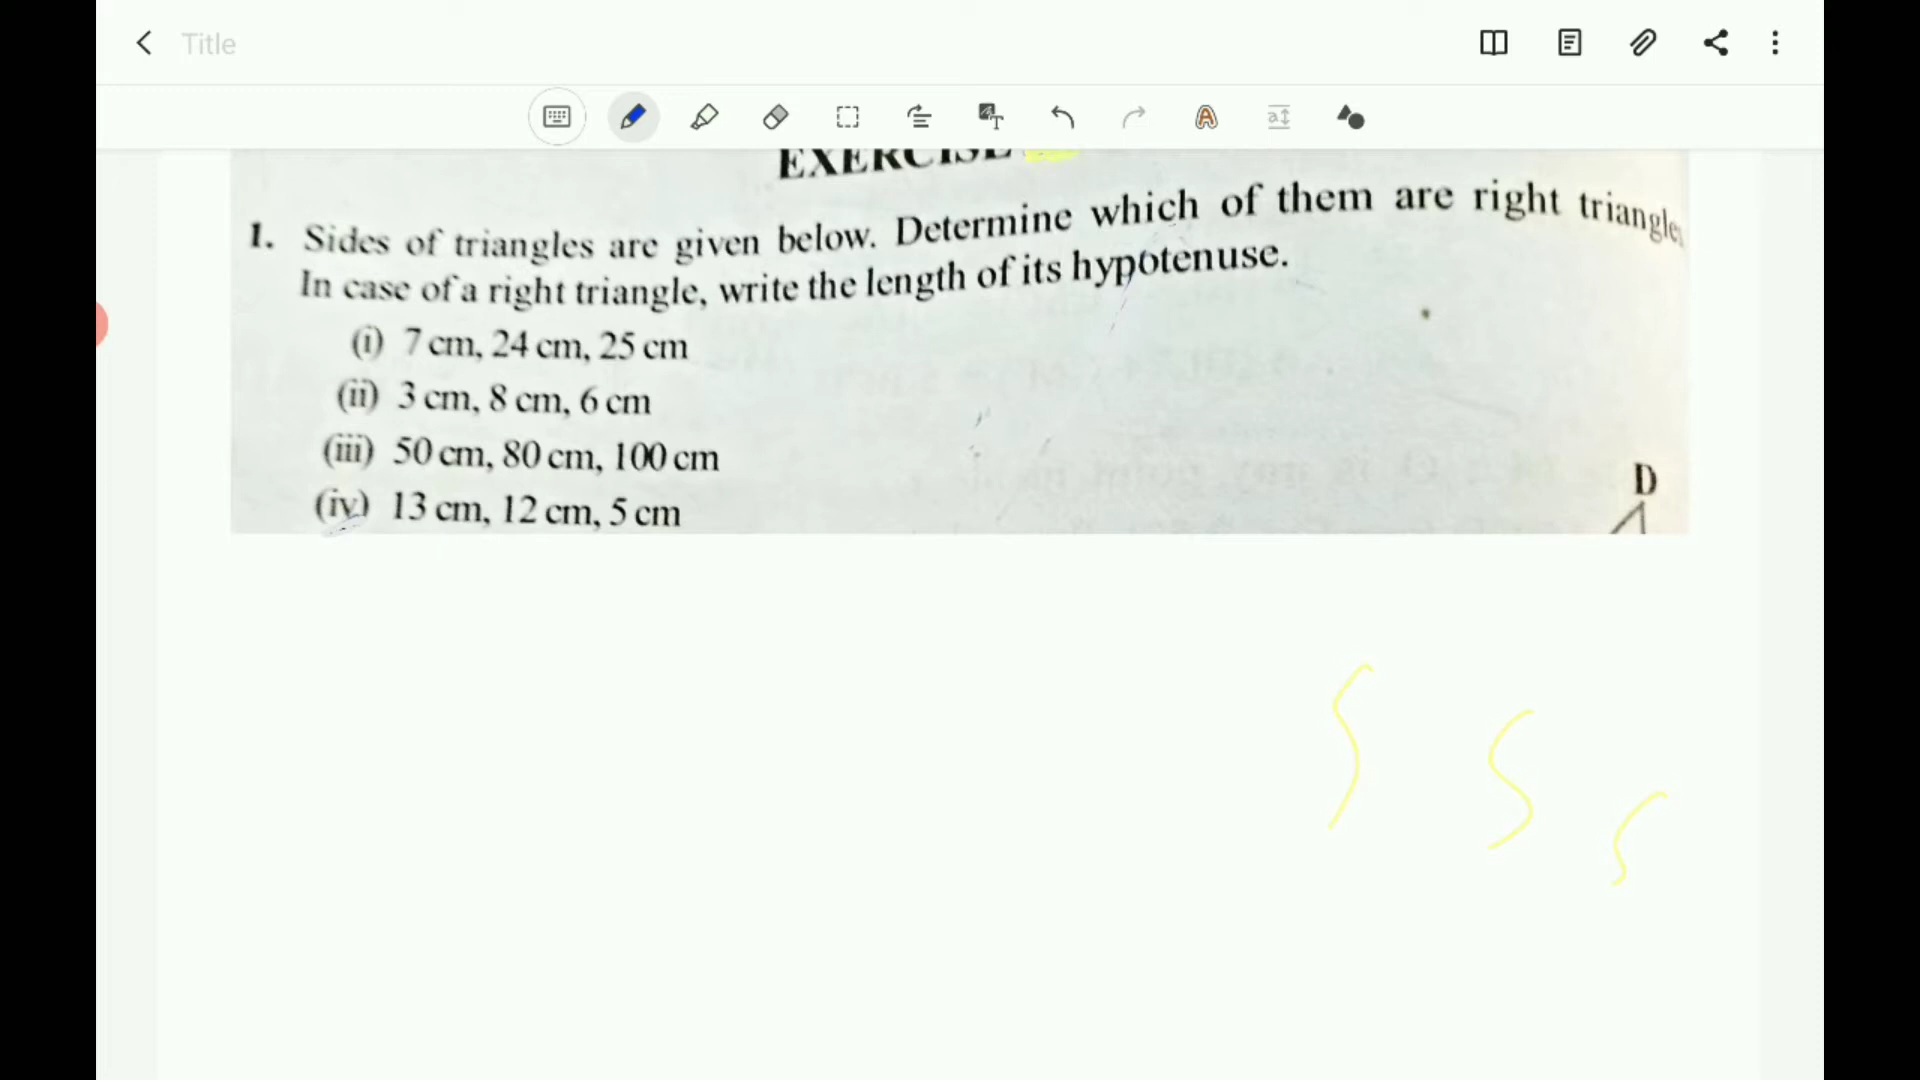 Title
EXERCISE
1. Sides of triangles are given below. Determine which of them are right triangles
In case of a right triangle, write the length of its hypotenuse.
(i) 7 cm, 24 cm, 25 cm
(ii) 3 cm, 8 cm, 6 cm
(iii) 50 cm, 80 cm, 100 cm
(iv) 13 cm, 12 cm, 5 cm
D